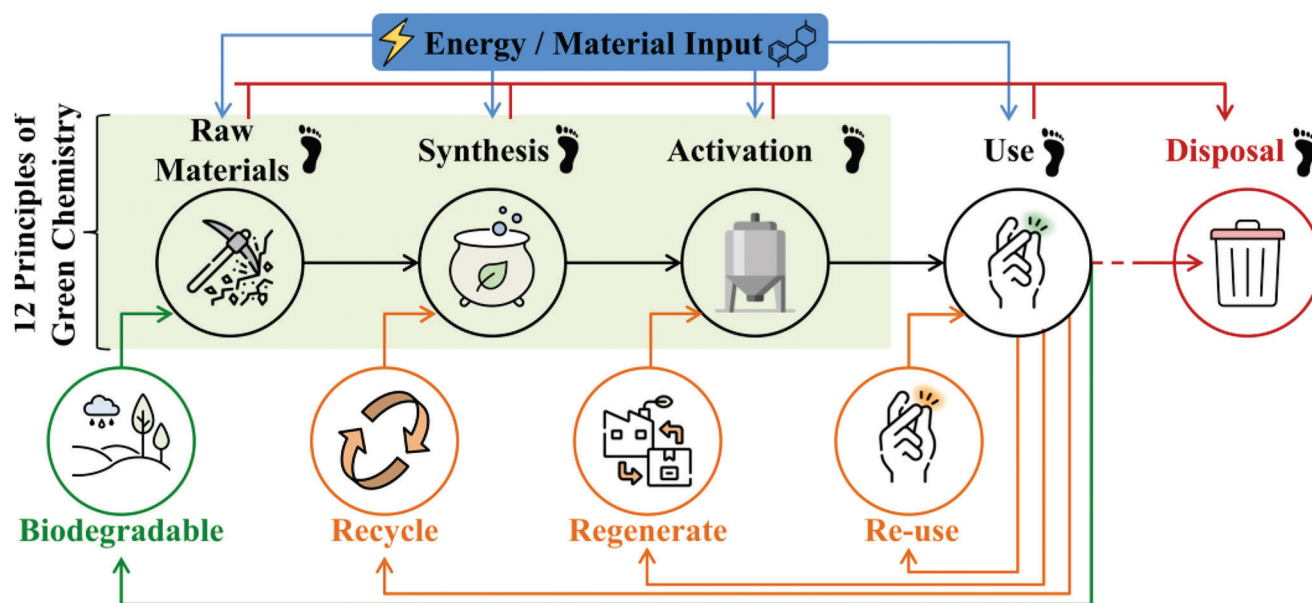 Energy / Material Input
12 Principles of
Green Chemistry
Raw
Materials
Synthesis
Activation
Use
Disposal
Biodegradable
Recycle
Regenerate
Re-use